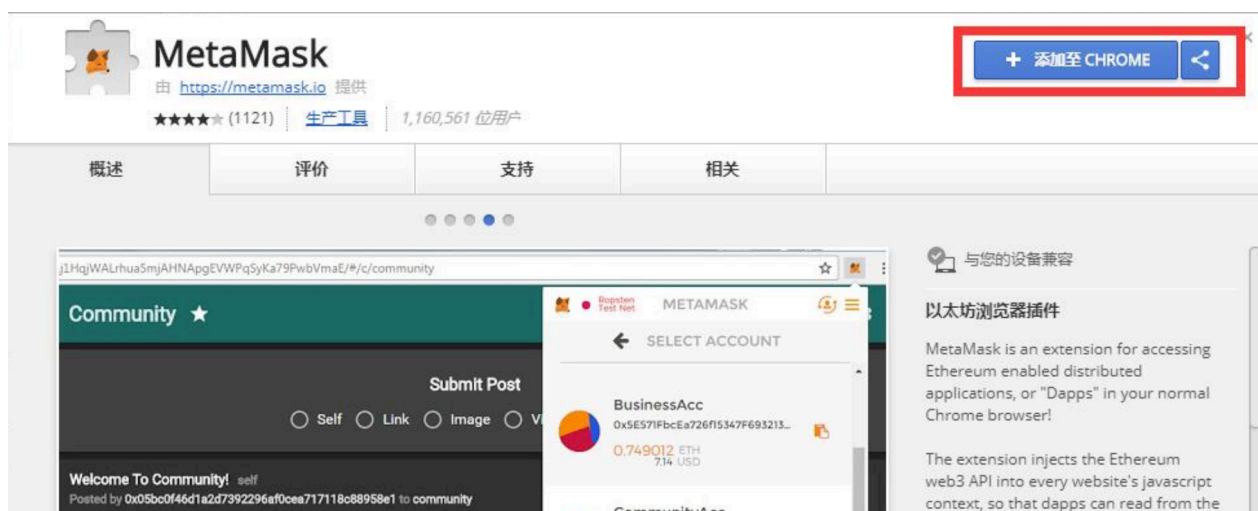 MetaMask
由 https://metamask.io 提供
(1121) 生产工具 1,160,561 位用户
+ 添加至 CHROME
概述 评价 支持 相关
j1HqjWALrhua5mjAHNApgEVWPqSyKa79PwbVmaE/#/c/community
Community ★
Submit Post
Self Link Image
Welcome To Community! self
Posted by 0x05bc0f46d1a2d7392296af0cea717118c88958e1 to community
Ropsten
Test Net
METAMASK
SELECT ACCOUNT
BusinessAcc
0x5E571FbcEa726f15347F693213...
0.749012 ETH
7.14 USD
与您的设备兼容
以太坊浏览器插件
MetaMask is an extension for accessing
Ethereum enabled distributed
applications, or "Dapps" in your normal
Chrome browser!
The extension injects the Ethereum
web3 API into every website's javascript
context, so that dapps can read from the